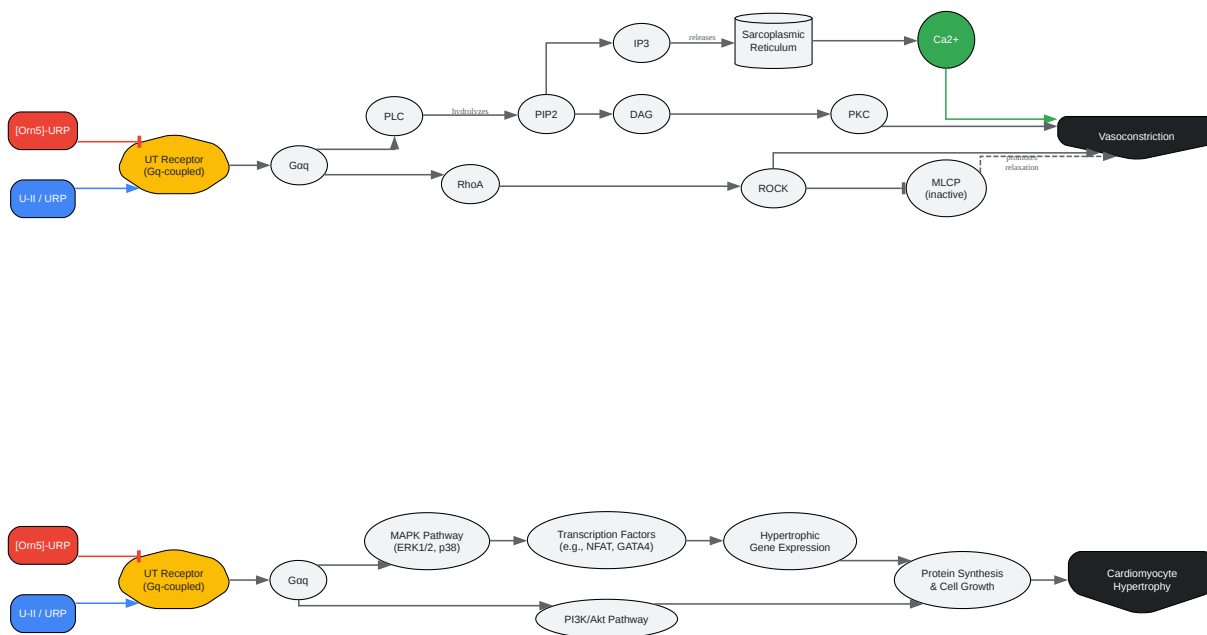 [Orn5]-URP
U-II / URP
UT Receptor
(Gq-coupled)
Gαq
PLC
hydrolyzes
PIP2
IP3
releases
Sarcoplasmic
Reticulum
Ca2+
DAG
PKC
RhoA
ROCK
MLCP
(inactive)
promotes
relaxation
Vasoconstriction
[Orn5]-URP
U-II / URP
UT Receptor
(Gq-coupled)
Gαq
MAPK Pathway
(ERK1/2, p38)
Transcription Factors
(e.g., NFAT, GATA4)
Hypertrophic
Gene Expression
PI3K/Akt Pathway
Protein Synthesis
& Cell Growth
Cardiomyocyte
Hypertrophy